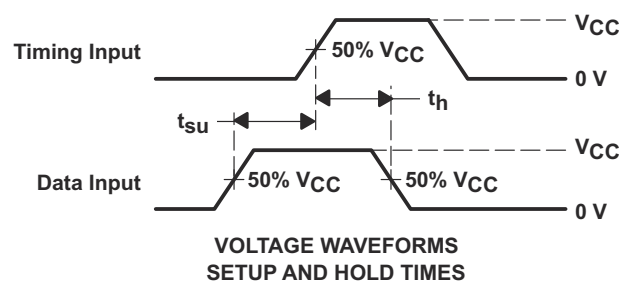 VCC
Timing Input
50% VCC
0 V
th
tsu
VCC
Data Input
50% VCC
50% VCC
0 V
VOLTAGE WAVEFORMS
SETUP AND HOLD TIMES